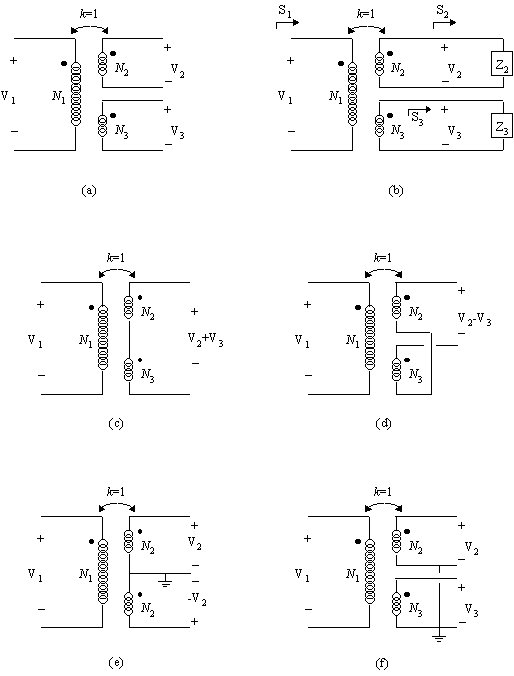 k=1
+
V1
−
N1
N2
+
V2
−
N3
+
V3
−
(a)
S1
k=1
S2
+
V1
−
N1
N2
+
V2
−
Z2
N3
S3
+
V3
−
Z3
(b)
k=1
+
V1
−
N1
N2
N3
+
V2+V3
−
(c)
k=1
+
V1
−
N1
N2
N3
+
V2-V3
−
(d)
k=1
+
V1
−
N1
N2
+
V2
−
N2
−
-V2
+
(e)
k=1
+
V1
−
N1
N2
+
V2
−
N3
+
V3
−
(f)